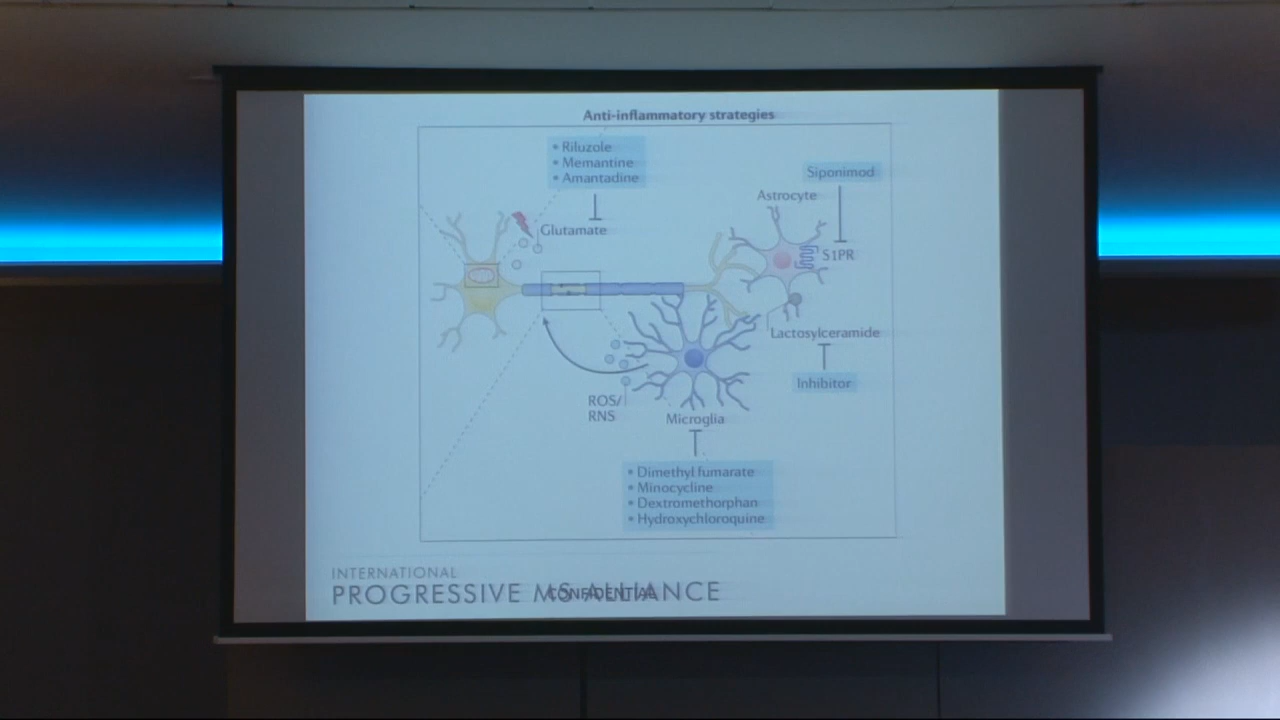 Anti-inflammatory strategies
• Riluzole
• Memantine
• Amantadine
Siponimod
Astrocyte
Glutamate
S1PR
Lactosylceramide
Inhibitor
ROS/
RNS
Microglia
• Dimethyl fumarate
• Minocycline
• Dextromethorphan
• Hydroxychloroquine
INTERNATIONAL
PROGRESSIVE MS ALLIANCE
CONFIDENTIAL